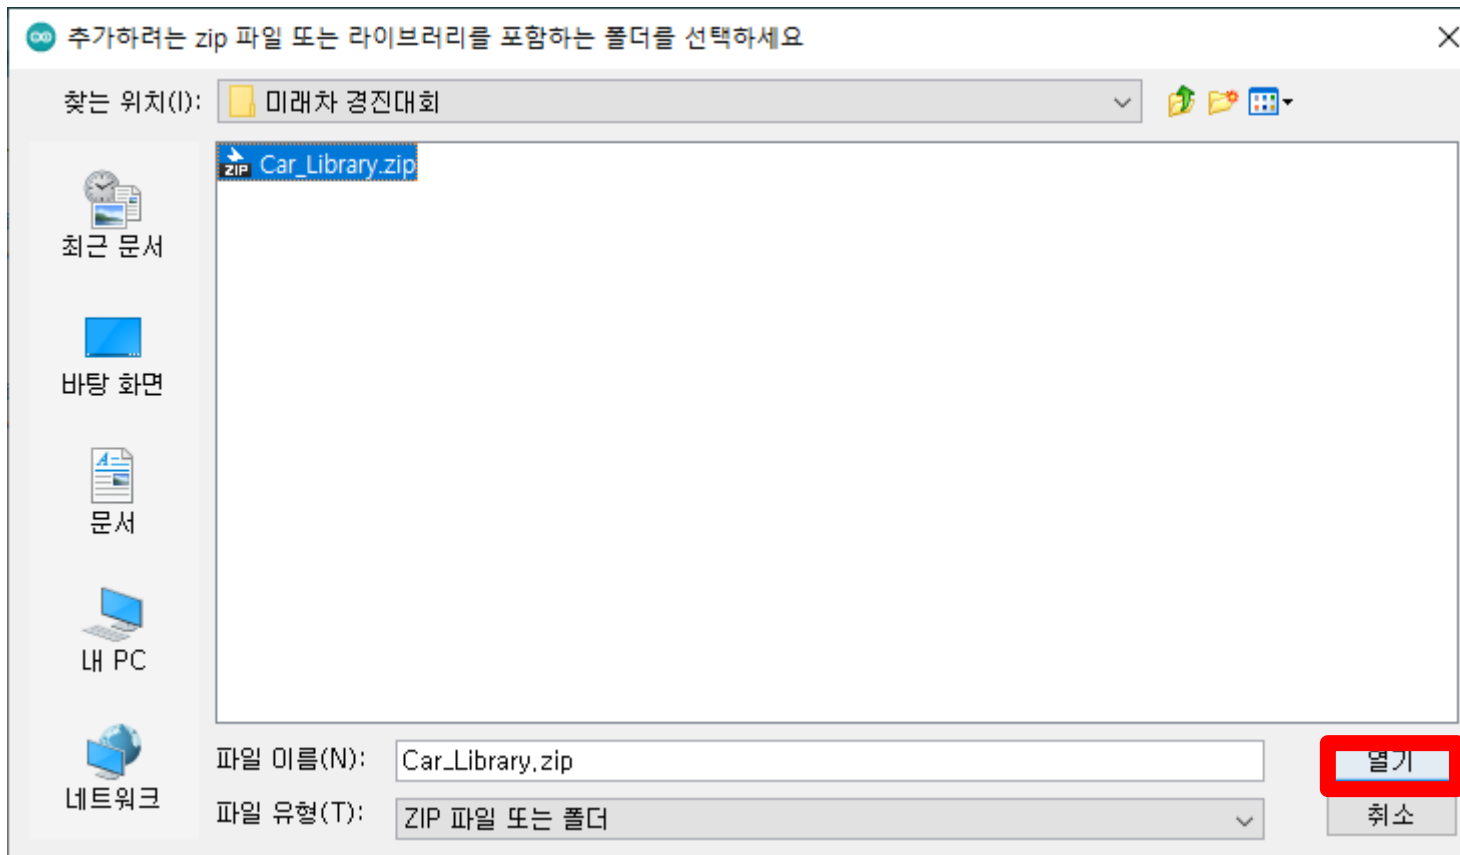 추가하려는 zip 파일 또는 라이브러리를 포함하는 폴더를 선택하세요
찾는 위치(I): 미래차 경진대회
ZIP Car_Library.zip
최근 문서
바탕 화면
문서
내 PC
네트워크
파일 이름(N): Car_Library.zip 열기
파일 유형(T): ZIP 파일 또는 폴더 취소